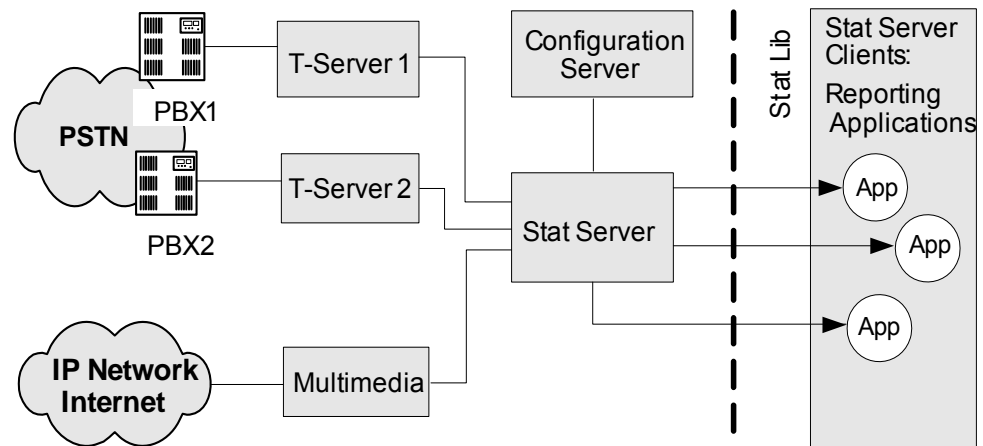 PSTN
PBX1
PBX2
T-Server 1
T-Server 2
IP Network
Internet
Multimedia
Configuration
Server
Stat Server
Stat Lib
Stat Server
Clients:
Reporting
Applications
App
App
App